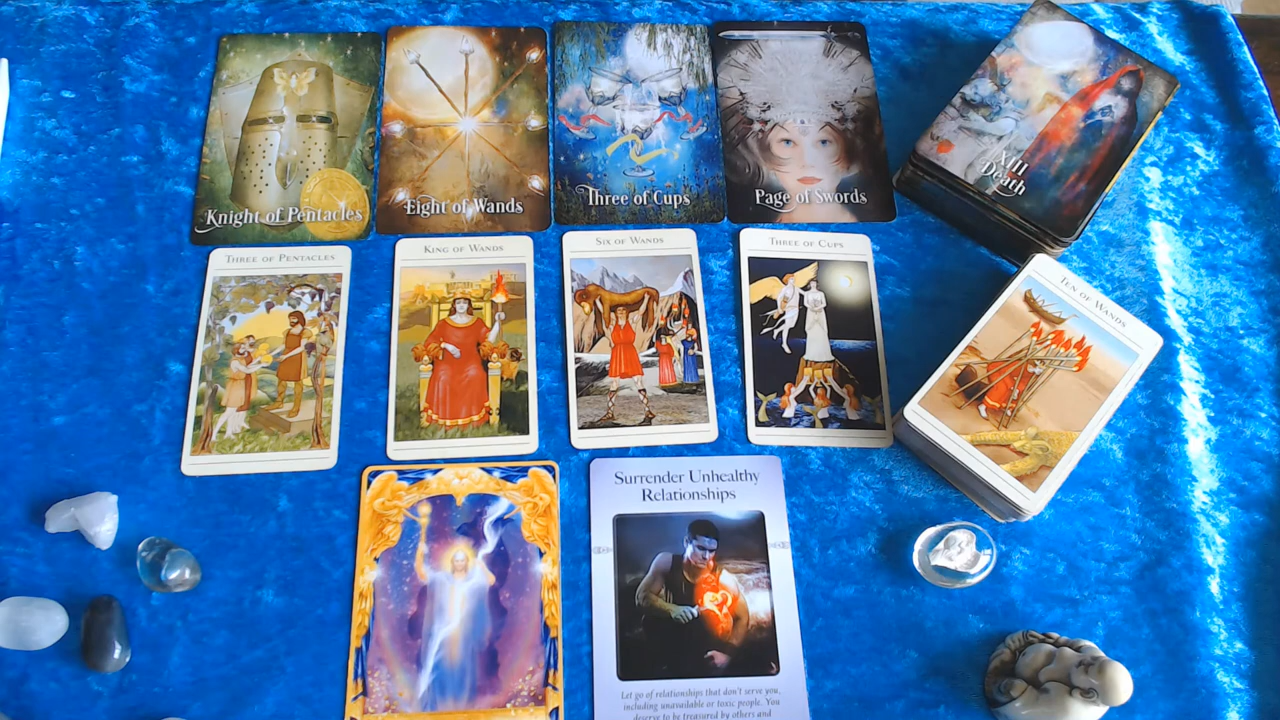 Knight of Pentacles
Eight of Wands
Three of Cups
Page of Swords
XIII
Death
THREE OF PENTACLES
KING OF WANDS
SIX OF WANDS
THREE OF CUPS
TEN OF WANDS
Surrender Unhealthy
Relationships
Let go of relationships that don't serve you,
including unavailable or toxic people. You
deserve to be treasured by others and